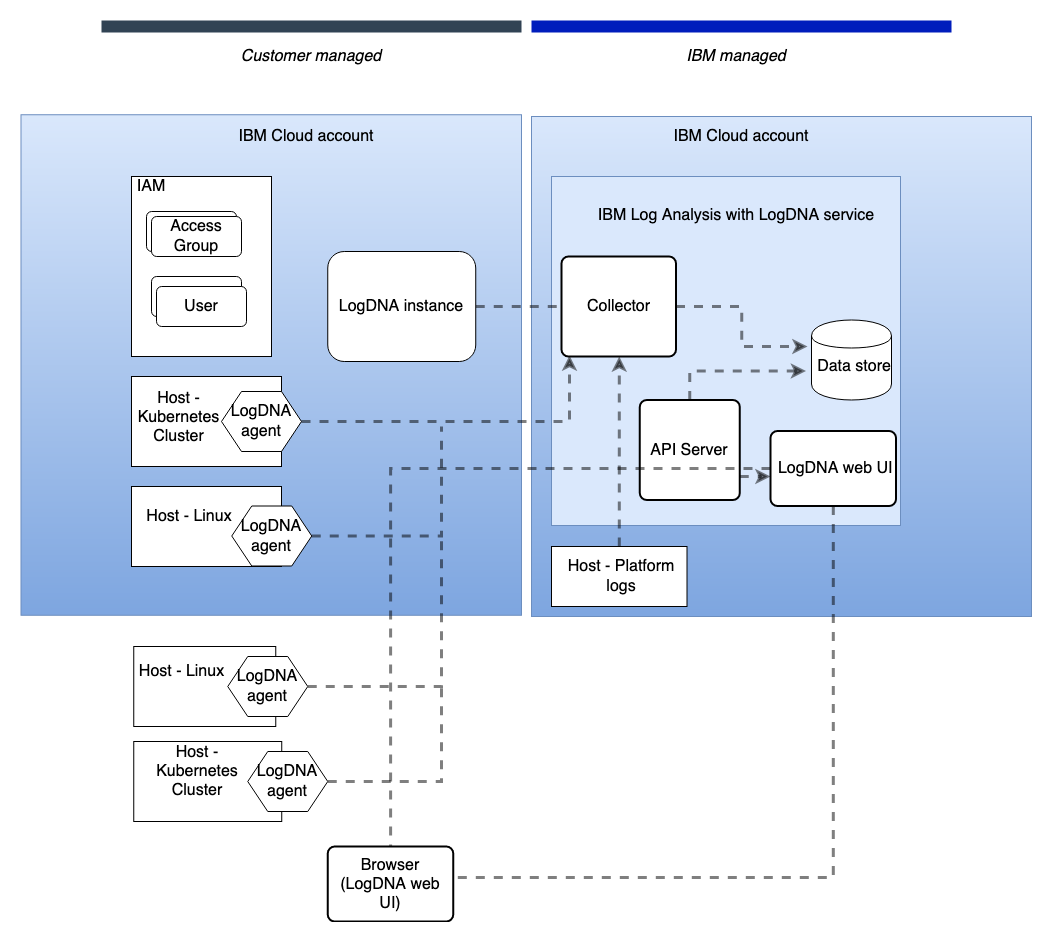 Customer managed
IBM managed
IBM Cloud account
IBM Cloud account
IAM
Access
Group
User
LogDNA instance
IBM Log Analysis with LogDNA service
Collector
Data store
API Server
LogDNA web UI
Host - Platform
logs
Host -
Kubernetes
Cluster
LogDNA
agent
Host - Linux
LogDNA
agent
Host - Linux
LogDNA
agent
Host -
Kubernetes
Cluster
LogDNA
agent
Browser
(LogDNA web
UI)